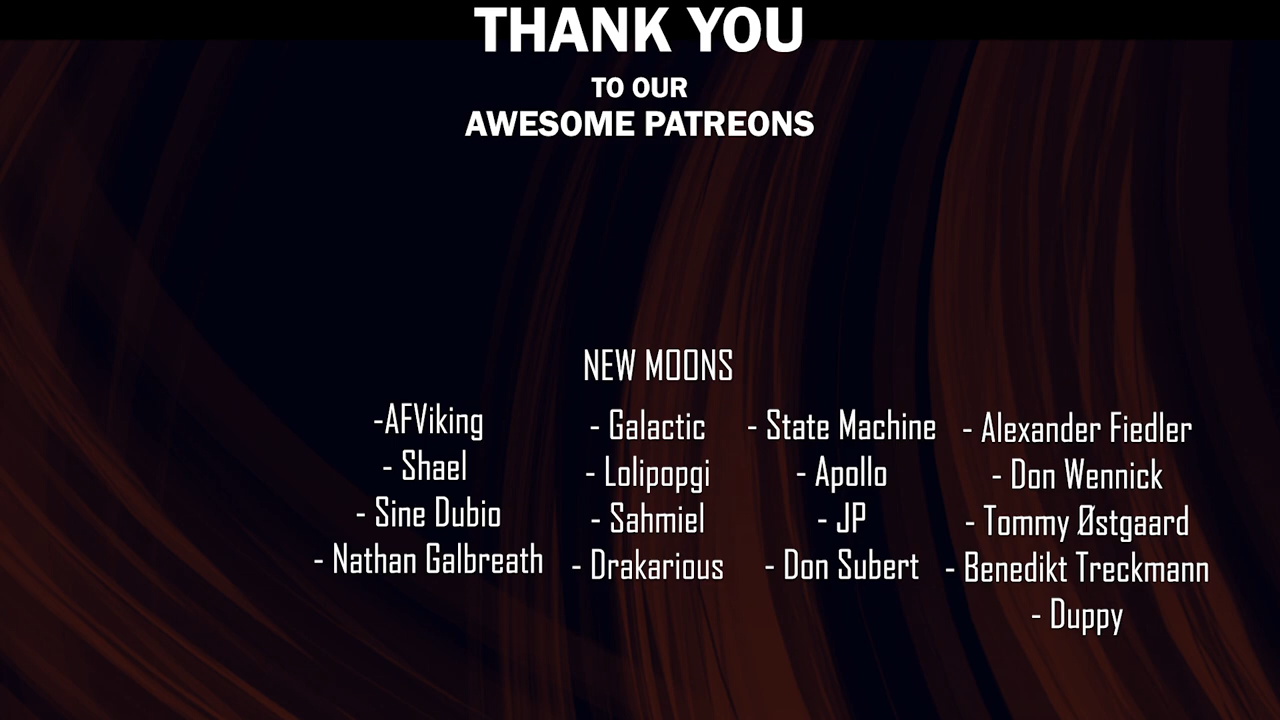 THANK YOU
TO OUR
AWESOME PATREONS
NEW MOONS
-AFViking
- Shael
- Sine Dubio
- Nathan Galbreath
- Galactic
- Lolipopgi
- Sahmiel
- Drakarious
- State Machine
- Apollo
- JP
- Don Subert
- Alexander Fiedler
- Don Wennick
- Tommy Østgaard
- Benedikt Treckmann
- Duppy